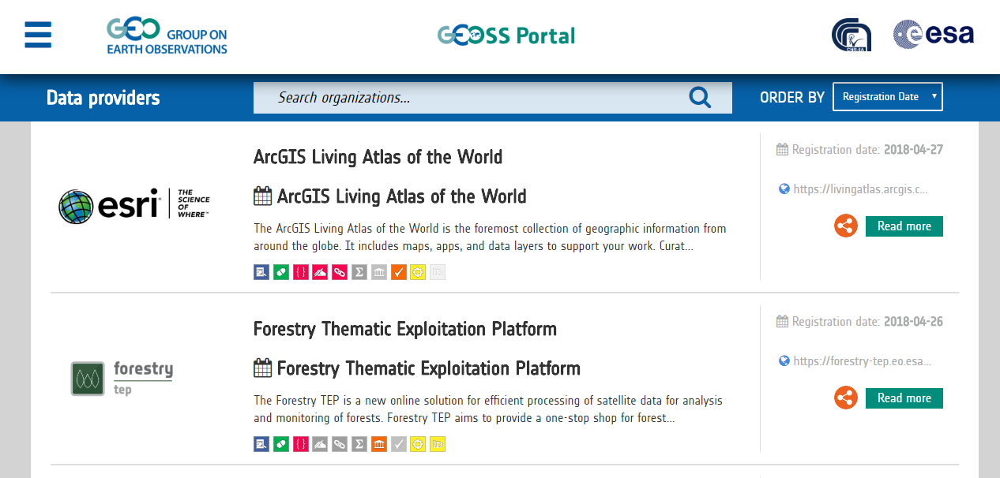 GEO GROUP ON
EARTH OBSERVATIONS
GEOSS Portal
CNR-IIA
esa
Data providers
Search organizations...
ORDER BY
Registration Date
esri
THE
SCIENCE
OF
WHERE™
ArcGIS Living Atlas of the World
ArcGIS Living Atlas of the World
The ArcGIS Living Atlas of the World is the foremost collection of geographic information from
around the globe. It includes maps, apps, and data layers to support your work. Curat...
Registration date: 2018-04-27
https://livingatlas.arcgis.c...
Read more
forestry
tep
Forestry Thematic Exploitation Platform
Forestry Thematic Exploitation Platform
The Forestry TEP is a new online solution for efficient processing of satellite data for analysis
and monitoring of forests. Forestry TEP aims to provide a one-stop shop for forest...
Registration date: 2018-04-26
https://forestry-tep.eo.esa...
Read more